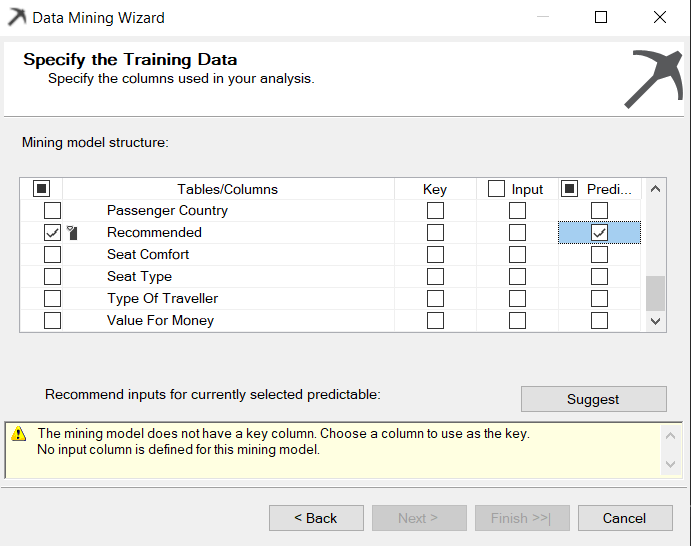 Data Mining Wizard
Specify the Training Data
Specify the columns used in your analysis.
Mining model structure:
Tables/Columns Key Input Predi...
Passenger Country
Recommended
Seat Comfort
Seat Type
Type Of Traveller
Value For Money
Recommend inputs for currently selected predictable:
Suggest
The mining model does not have a key column. Choose a column to use as the key.
No input column is defined for this mining model.
< Back Next > Finish >>| Cancel